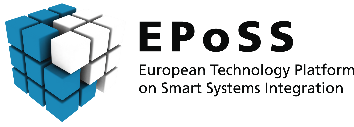 EPoSS
European Technology Platform
on Smart Systems Integration